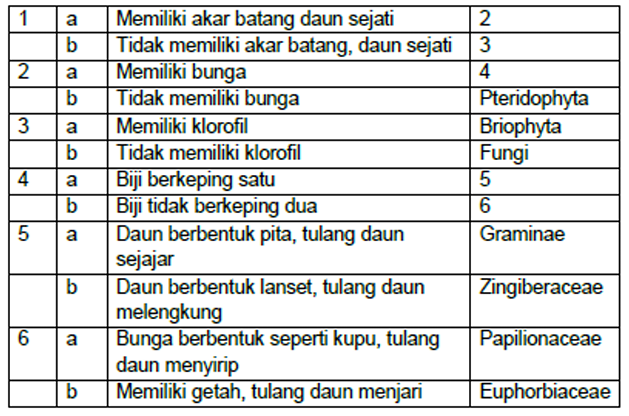 1 a Memiliki akar batang daun sejati 2
b Tidak memiliki akar batang, daun sejati 3
2 a Memiliki bunga 4
b Tidak memiliki bunga Pteridophyta
3 a Memiliki klorofil Briophyta
b Tidak memiliki klorofil Fungi
4 a Biji berkeping satu 5
b Biji tidak berkeping dua 6
5 a Daun berbentuk pita, tulang daun Graminae
sejajar
b Daun berbentuk lanset, tulang daun Zingiberaceae
melengkung
6 a Bunga berbentuk seperti kupu, tulang Papilionaceae
daun menyirip
b Memiliki getah, tulang daun menjari Euphorbiaceae